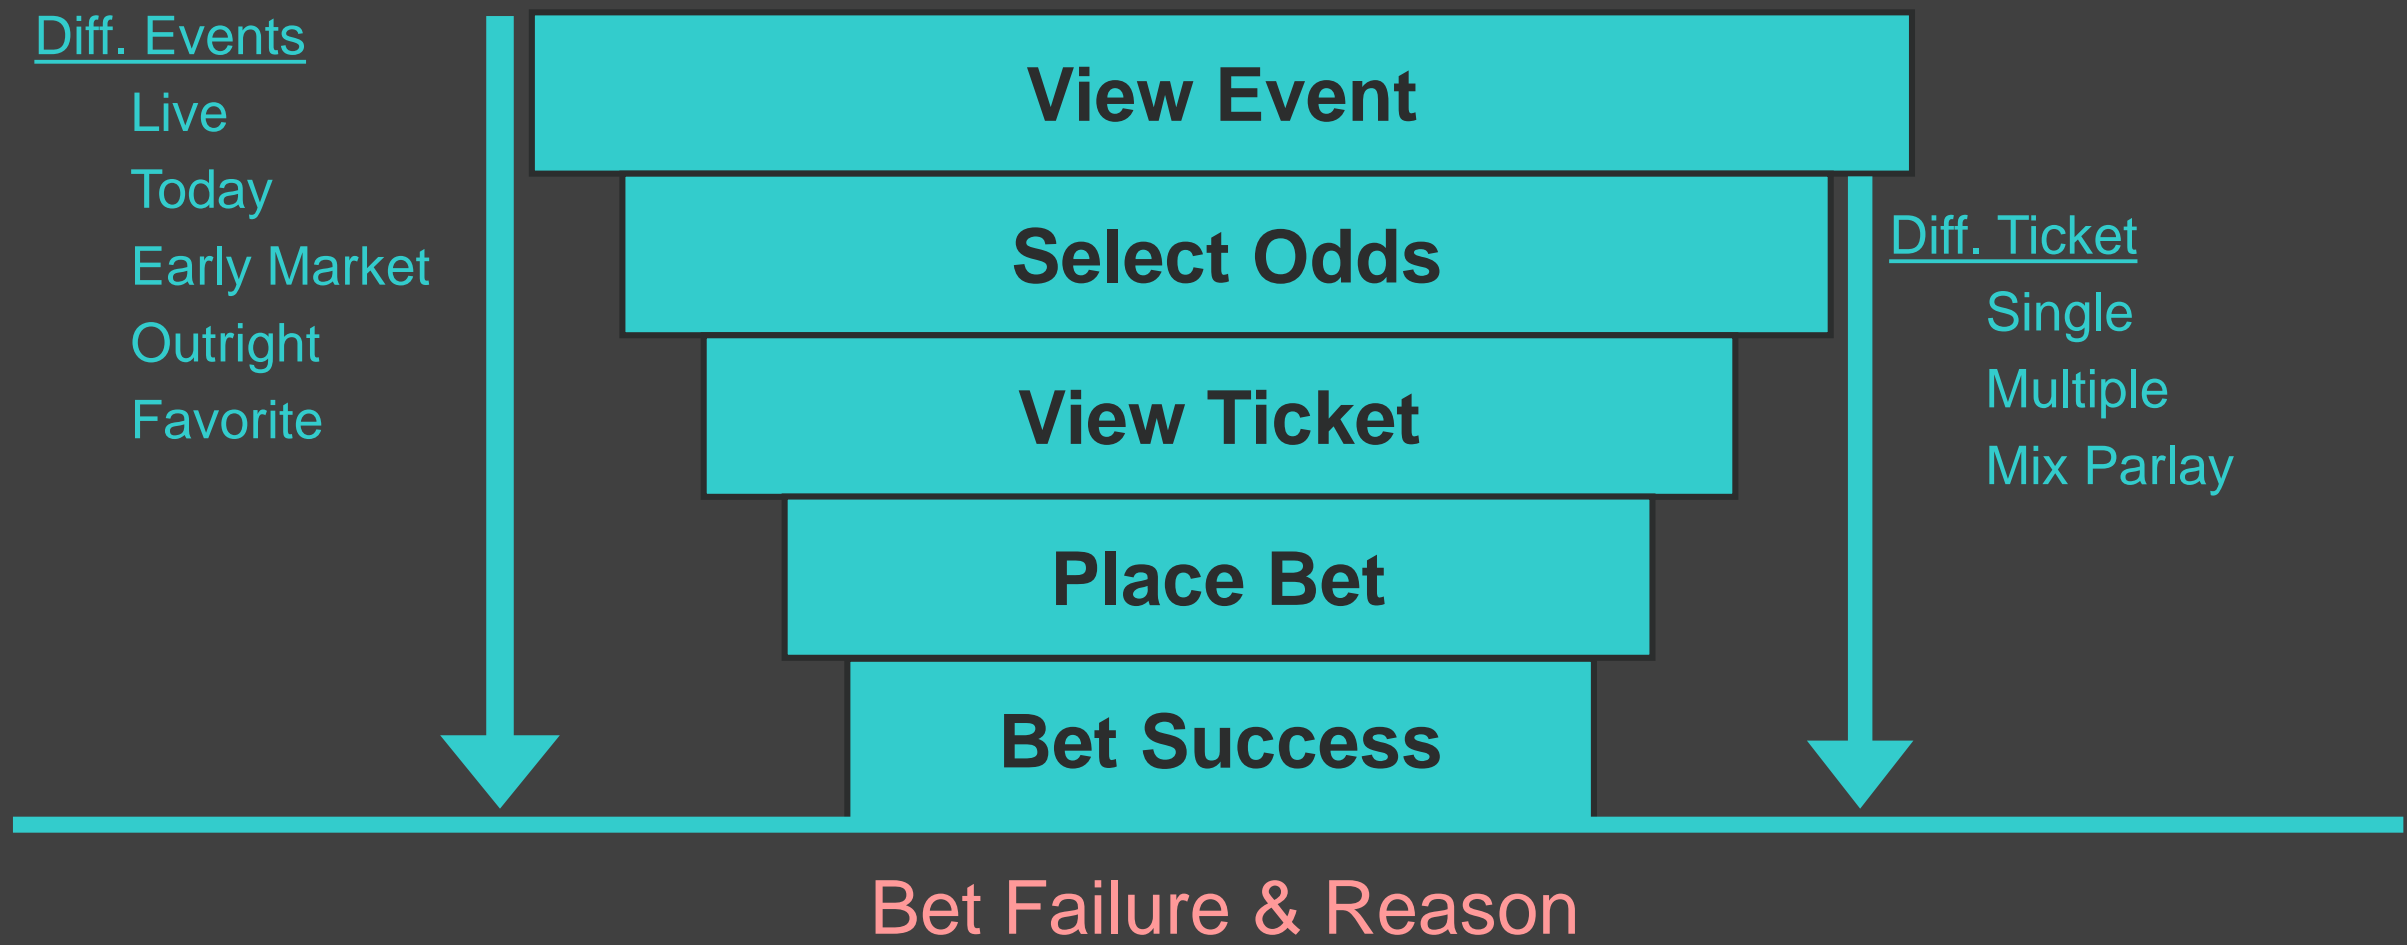 Diff. Events
Live
Today
Early Market
Outright
Favorite
View Event
Select Odds
View Ticket
Place Bet
Bet Success
Diff. Ticket
Single
Multiple
Mix Parlay
Bet Failure & Reason